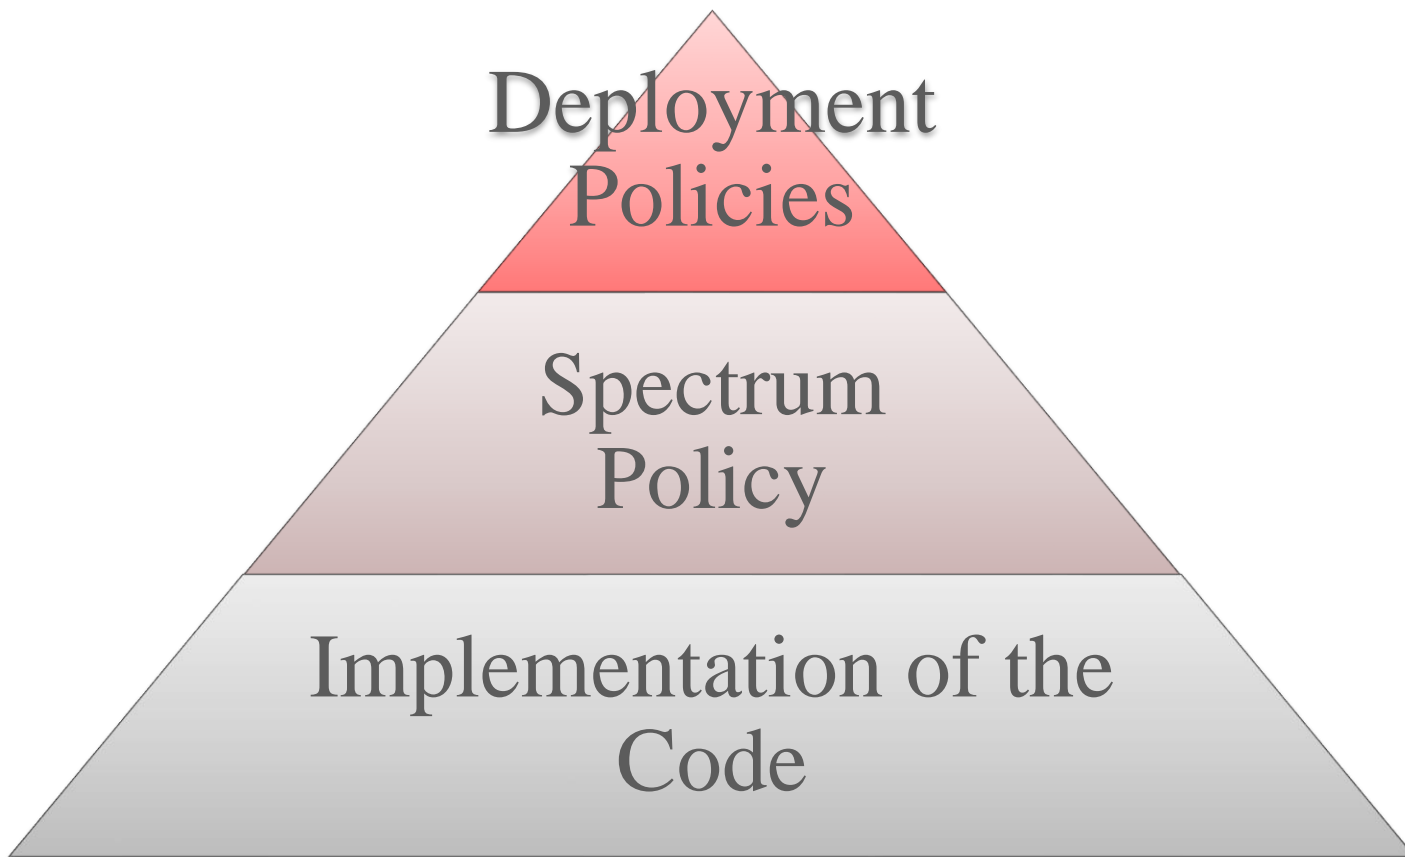 Deployment
Policies
Spectrum
Policy
Implementation of the
Code